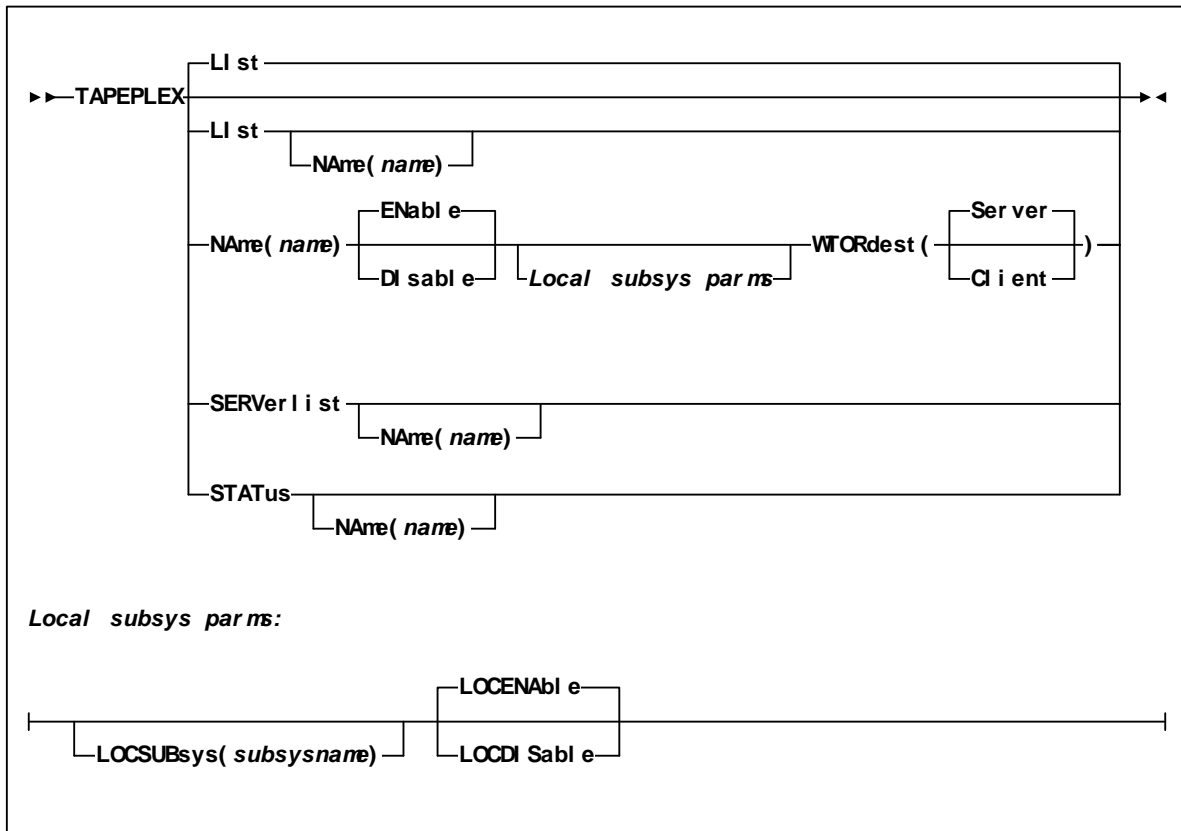 LIst
TAPEPLEX
LIst
NAme(name)
ENable
Server
NAme(name)
WTORdest(
)
DIsable
Local subsys parms
Client
SERVerlist
NAme(name)
STATus
NAme(name)
Local subsys parms:
LOCENAble
LOCSUBsys(subsysname)
LOCDISable